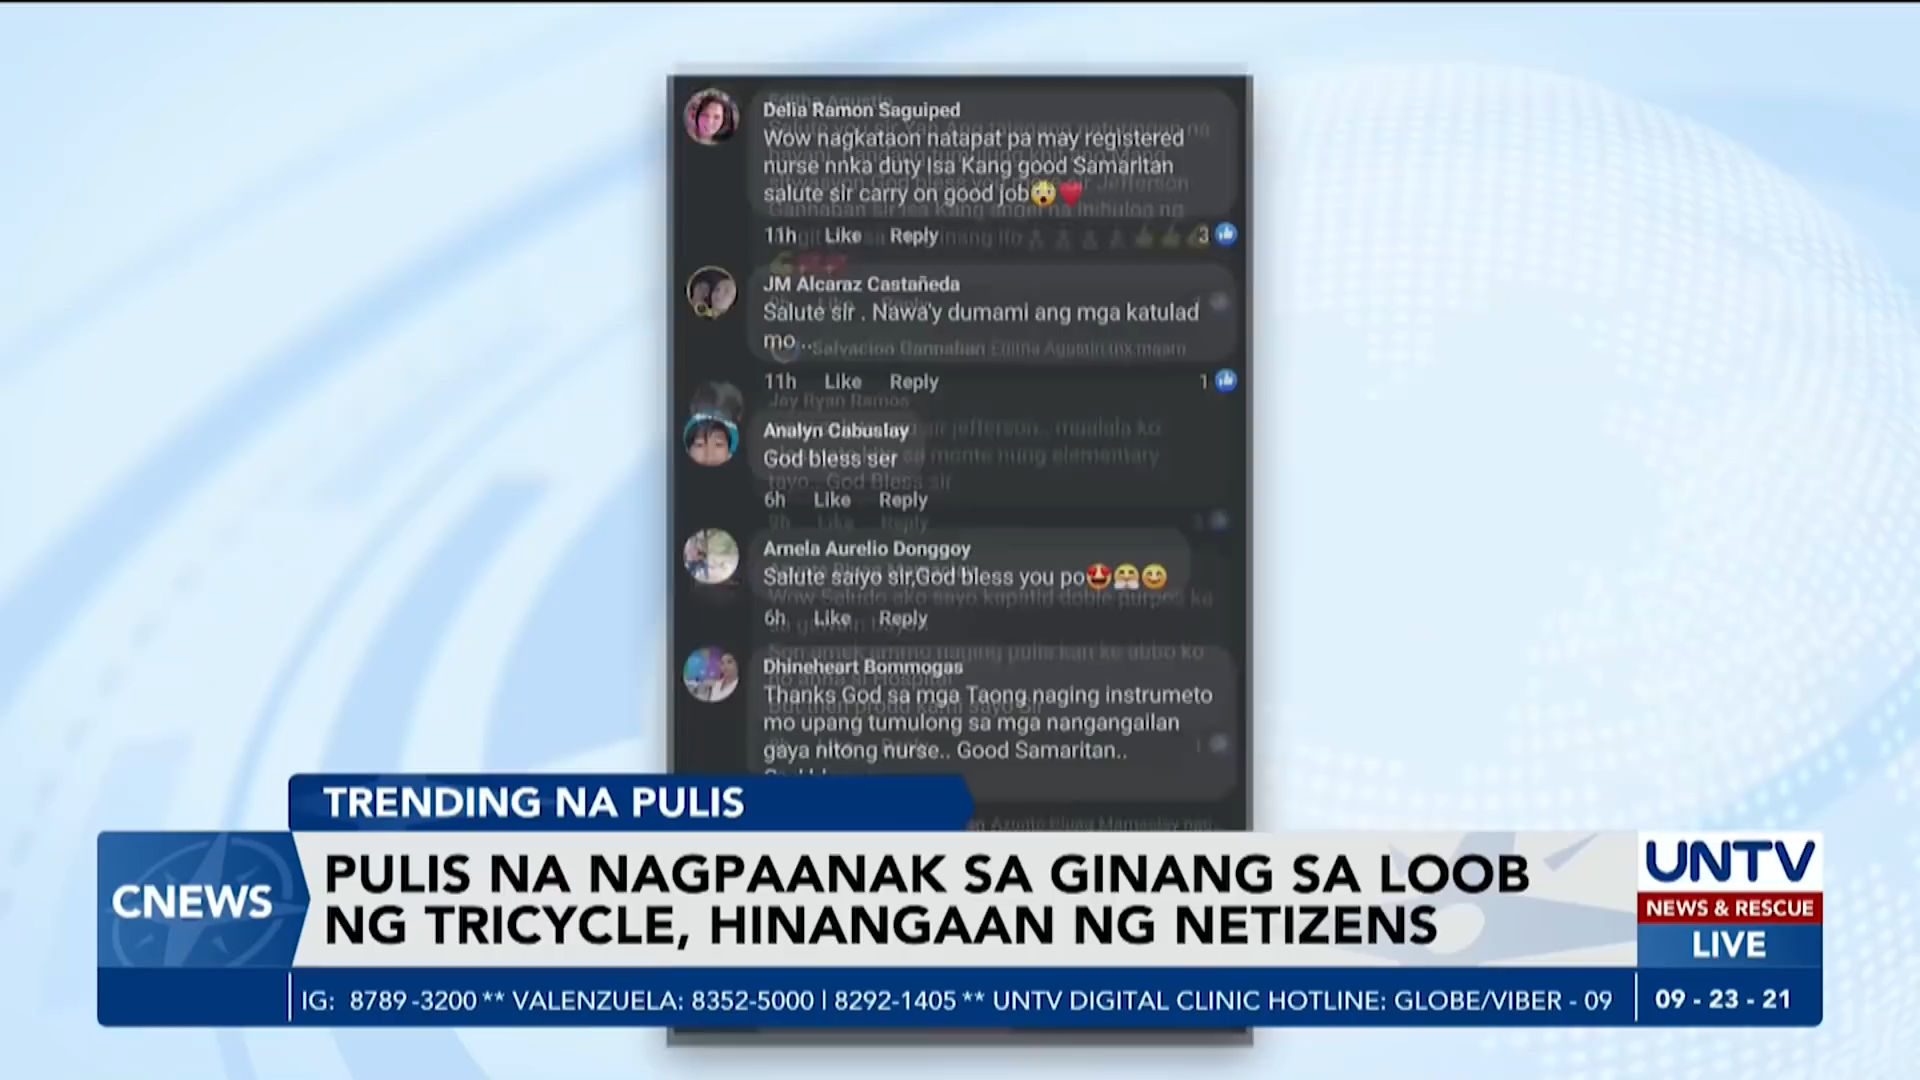 Delia Ramon Saguiped
Wow nagkataon natapat pa may registered
nurse nnka duty Isa Kang good Samaritan
salute sir carry on good job😲❤️
11h Like Reply 3
JM Alcaraz Castañeda
Salute sir . Nawa'y dumami ang mga katulad
mo ..
11h Like Reply 1
Analyn Cabuslay
God bless ser
6h Like Reply
Arnela Aurelio Donggoy
Salute saiyo sir,God bless you po😍🤗😊
6h Like Reply
Dhineheart Bommogas
Thanks God sa mga Taong naging instrumeto
mo upang tumulong sa mga nangangailan
gaya nitong nurse.. Good Samaritan..
TRENDING NA PULIS
CNEWS
PULIS NA NAGPAANAK SA GINANG SA LOOB
NG TRICYCLE, HINANGAAN NG NETIZENS
UNTV
NEWS & RESCUE
LIVE
IG: 8789 -3200 ** VALENZUELA: 8352-5000 | 8292-1405 ** UNTV DIGITAL CLINIC HOTLINE: GLOBE/VIBER - 09
09 - 23 - 21